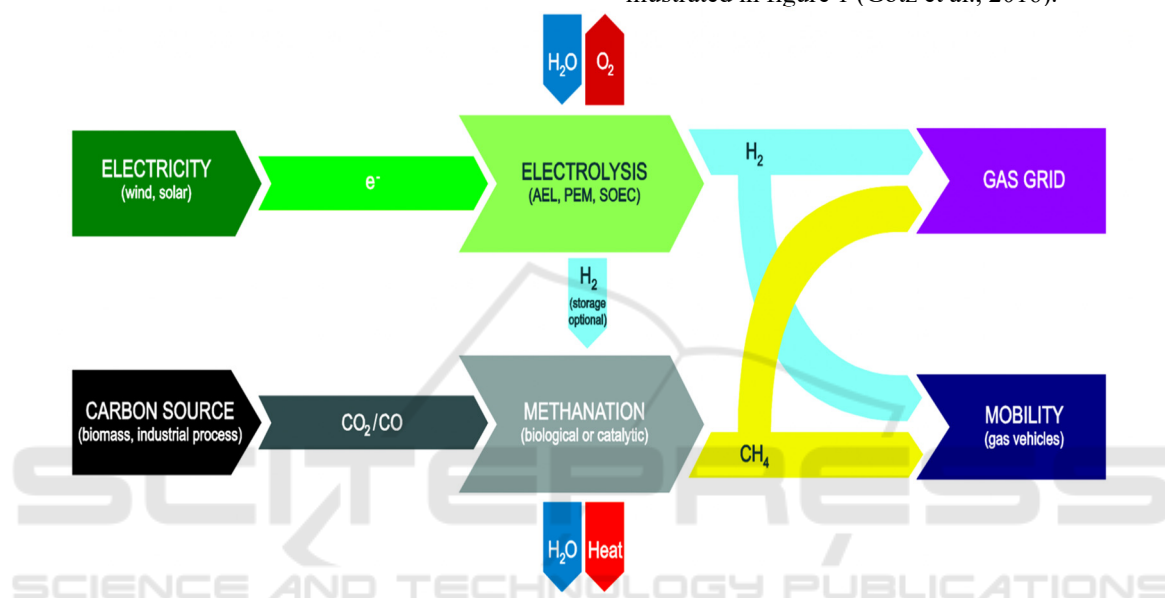 illustrated in figure 1 (Götz et al., 2016).
H₂O
O₂
ELECTRICITY
(wind, solar)
e⁻
ELECTROLYSIS
(AEL, PEM, SOEC)
H₂
GAS GRID
H₂
(storage
optional)
CARBON SOURCE
(biomass, industrial process)
CO₂/CO
METHANATION
(biological or catalytic)
CH₄
MOBILITY
(gas vehicles)
H₂O
Heat
SCITEPRESS
SCIENCE AND TECHNOLOGY PUBLICATIONS